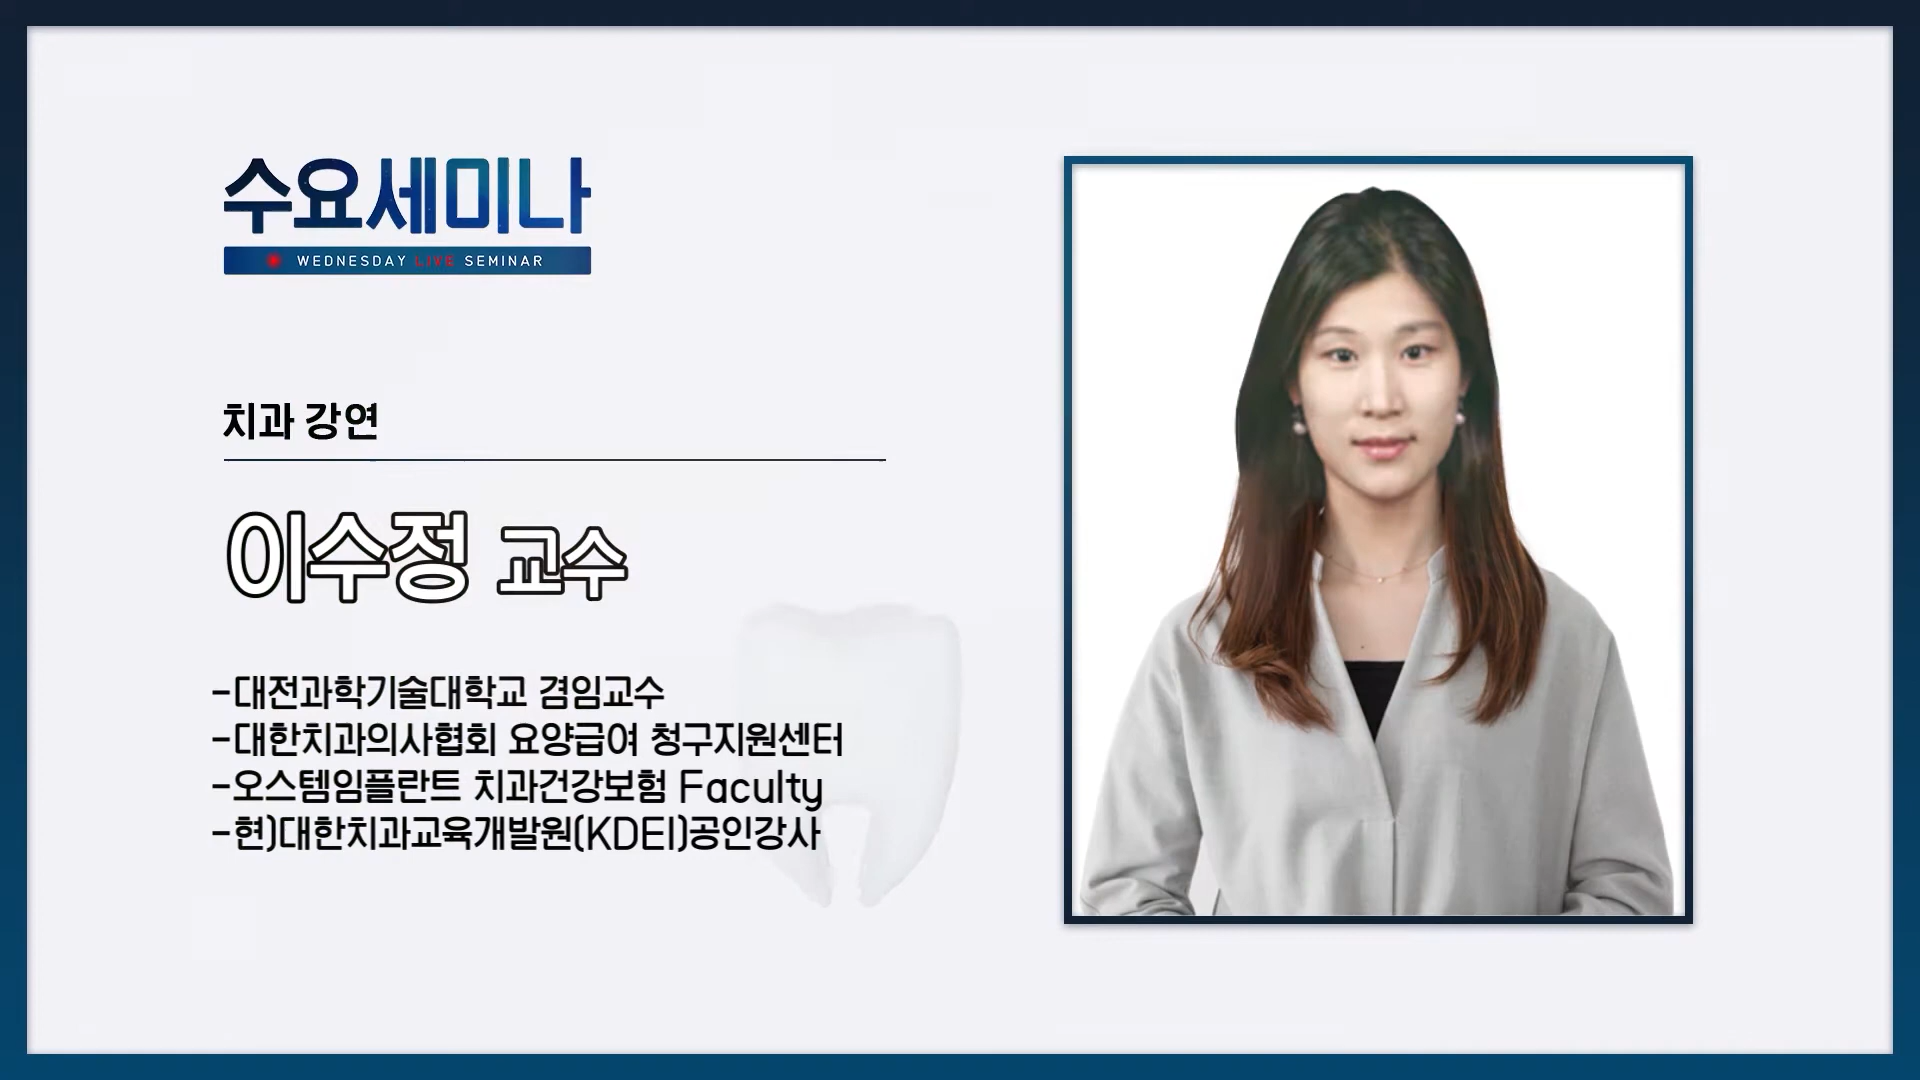 수요세미나
WEDNESDAY LIVE SEMINAR
치과 강연
이수정 교수
-대전과학기술대학교 겸임교수
-대한치과의사협회 요양급여 청구지원센터
-오스템임플란트 치과건강보험 Faculty
-현)대한치과교육개발원(KDEI)공인강사